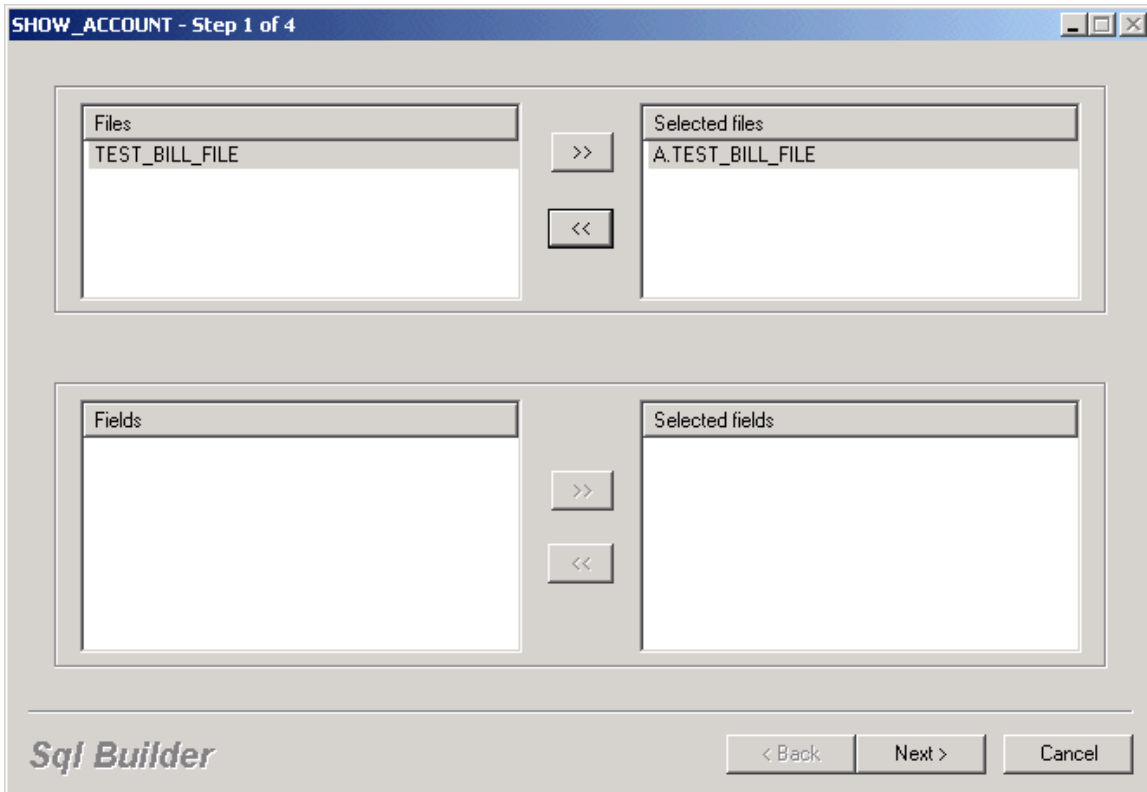 SHOW_ACCOUNT - Step 1 of 4
Files
TEST_BILL_FILE
>>
<<
Selected files
A.TEST_BILL_FILE
Fields
>>
<<
Selected fields
Sql Builder
< Back
Next >
Cancel